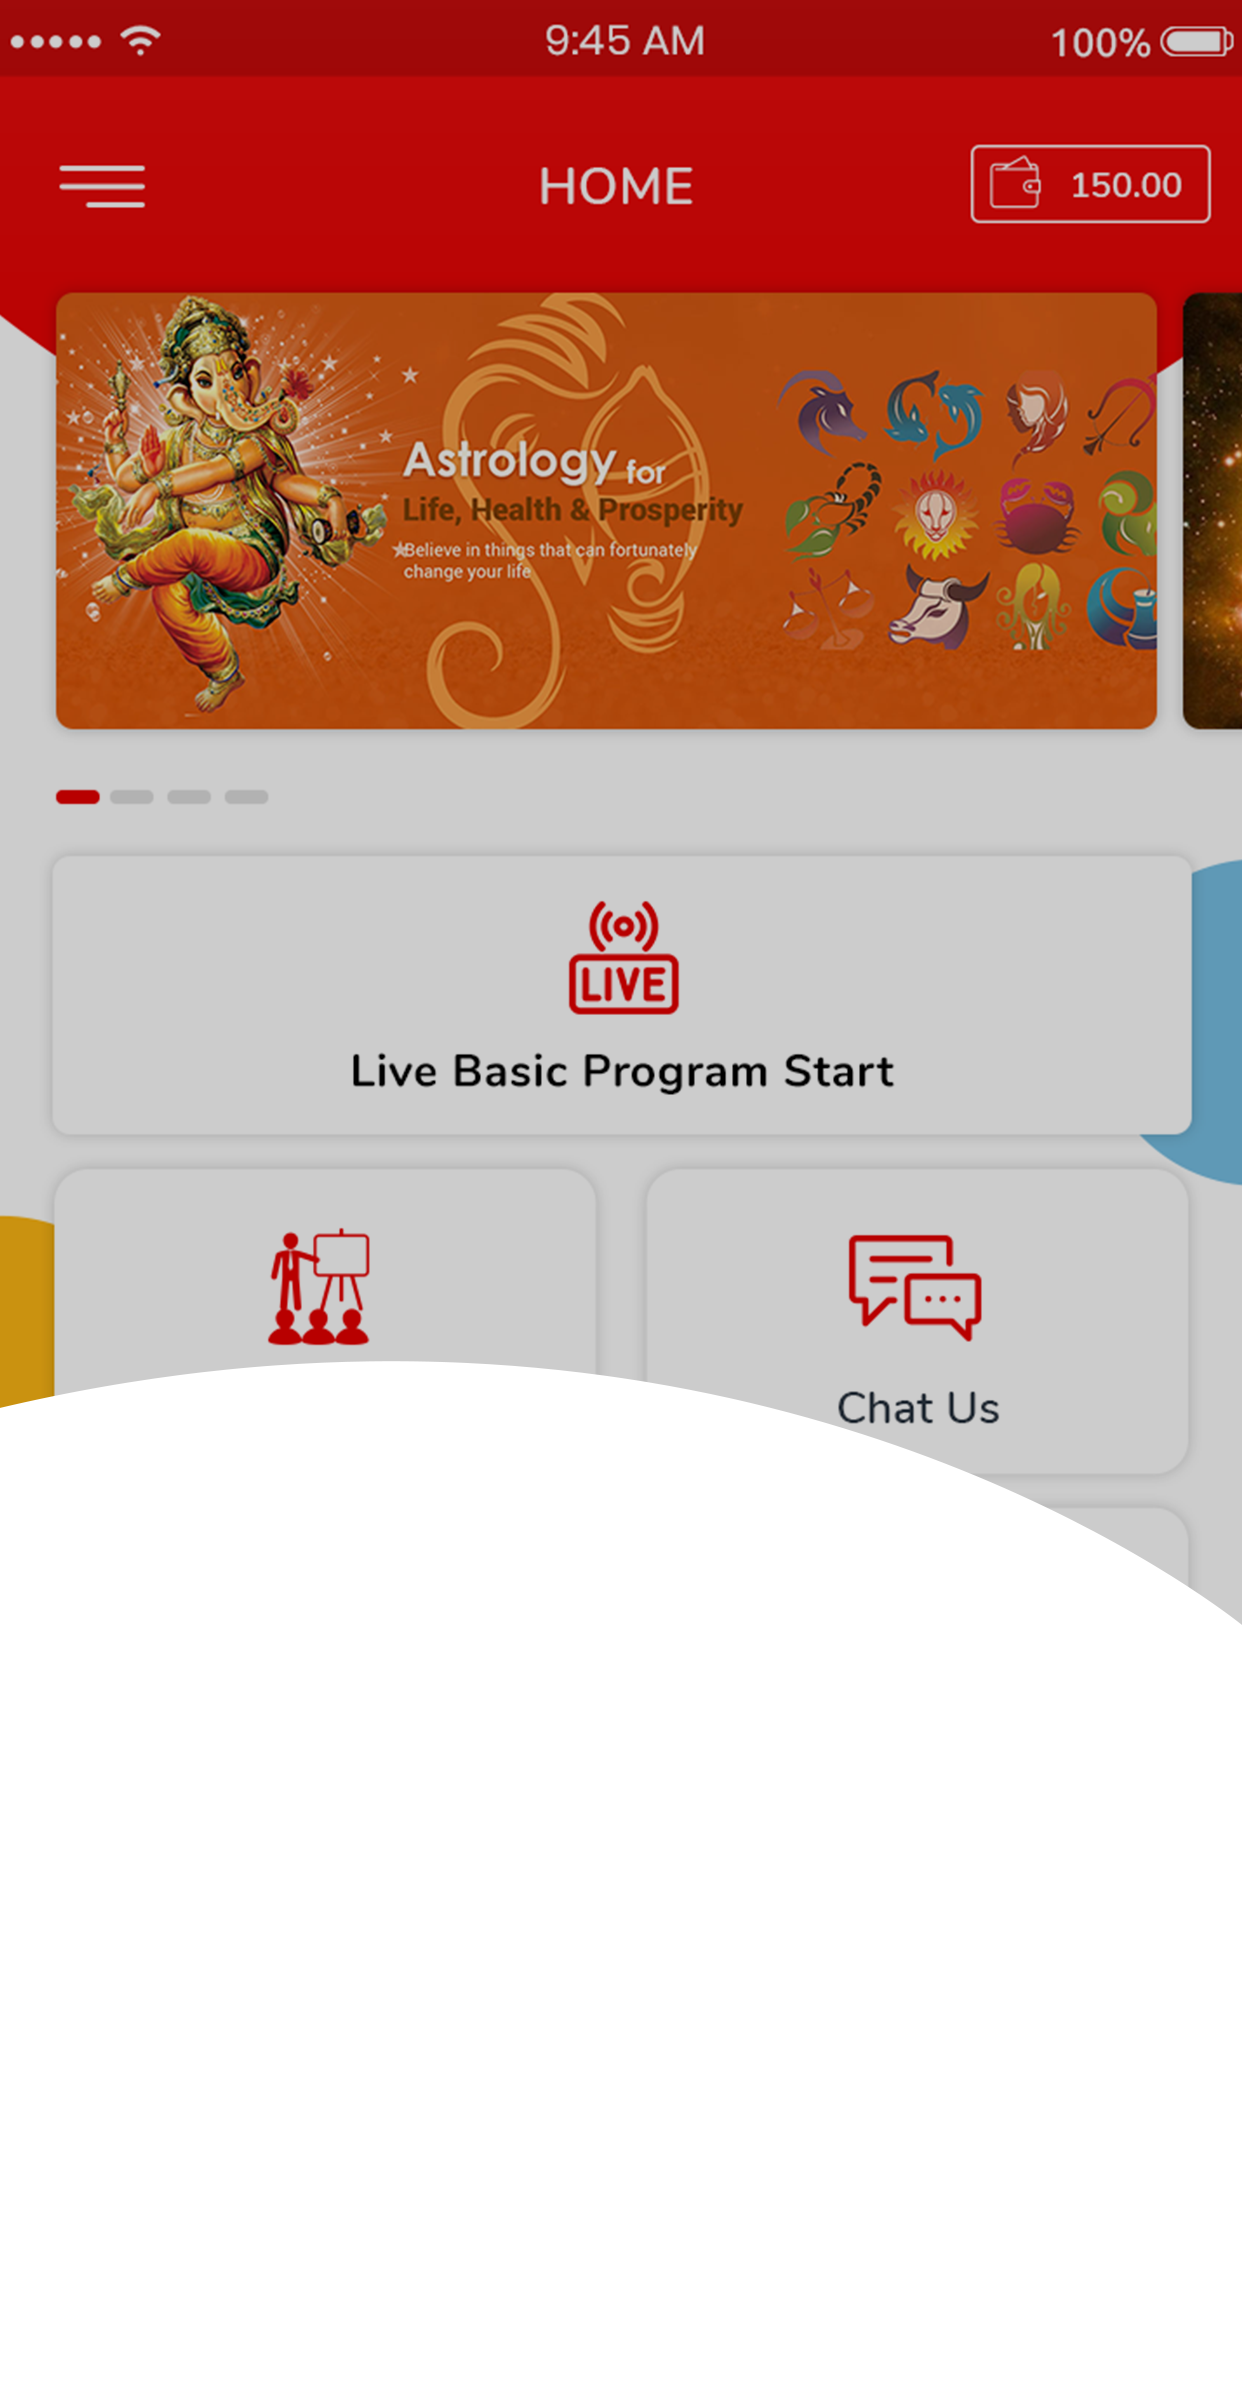 9:45 AM
100%
HOME
150.00
Astrology for
Life, Health & Prosperity
Believe in things that can fortunately
change your life
LIVE
Live Basic Program Start
Chat Us